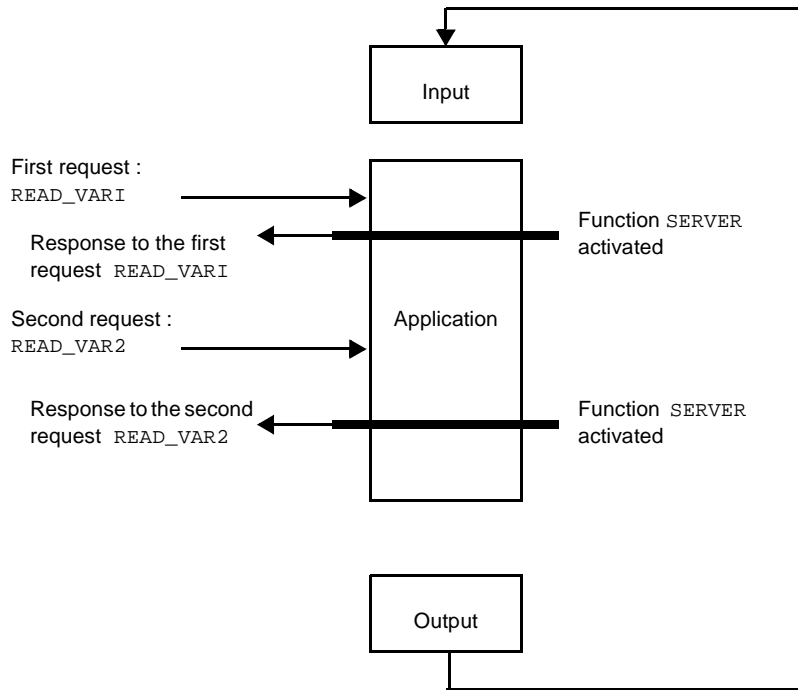 Input
First request :
READ_VARI
Function SERVER
activated
Response to the first
request READ_VARI
Second request :
READ_VAR2
Application
Response to the second
request READ_VAR2
Function SERVER
activated
Output